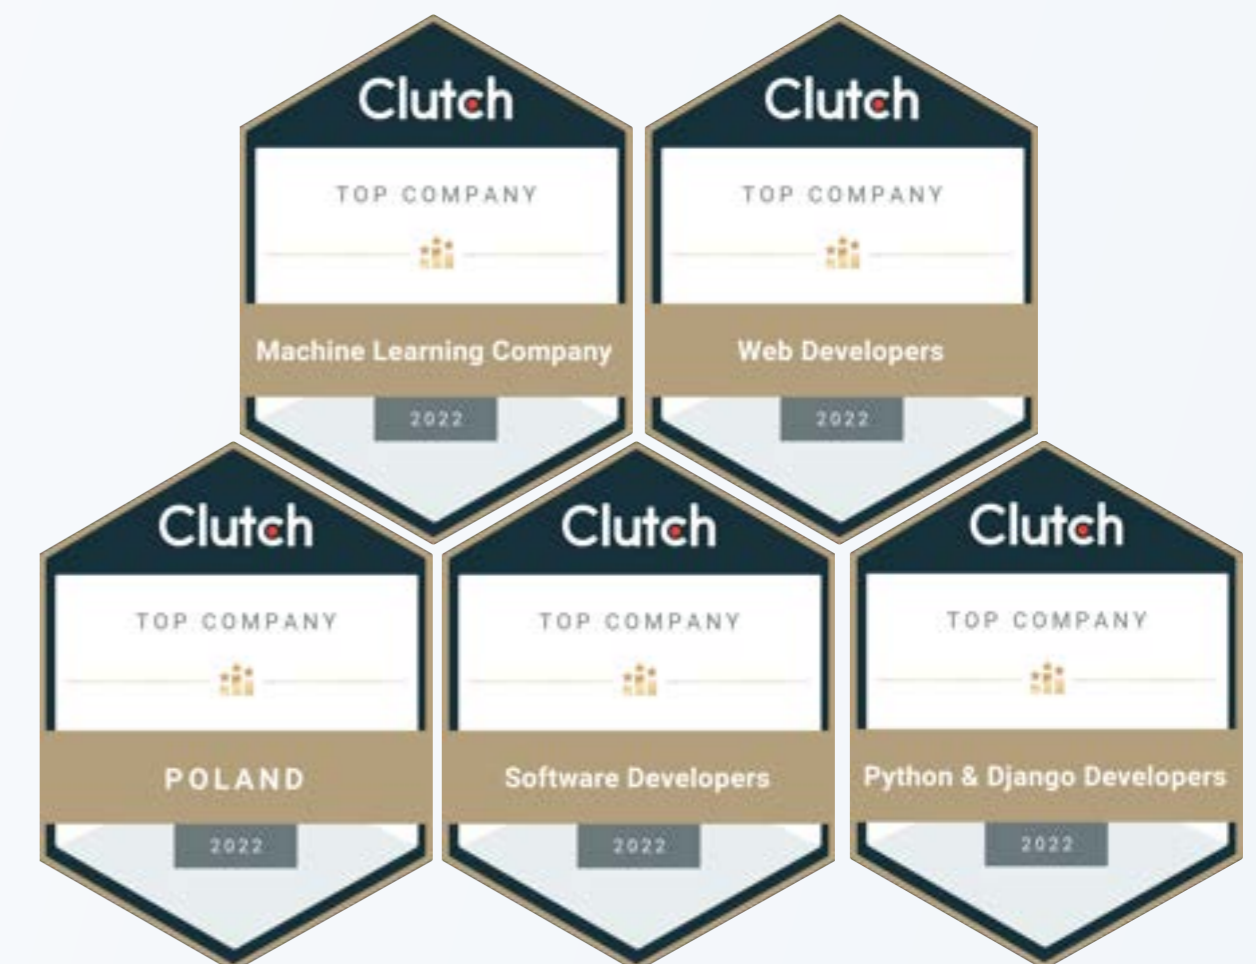 Clutch
TOP COMPANY
Machine Learning Company
2022
Clutch
TOP COMPANY
Web Developers
2022
Clutch
TOP COMPANY
POLAND
2022
Clutch
TOP COMPANY
Software Developers
2022
Clutch
TOP COMPANY
Python & Django Developers
2022